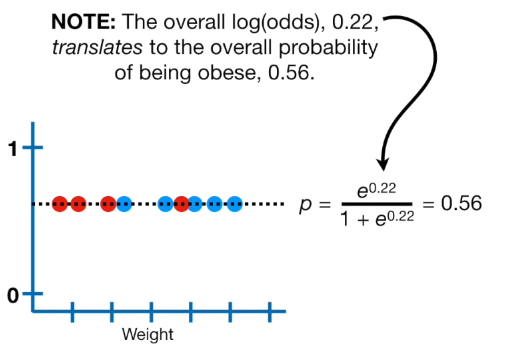 NOTE: The overall log(odds), 0.22,
translates to the overall probability
of being obese, 0.56.
1
p = e^0.22 / 1 + e^0.22 = 0.56
0
Weight